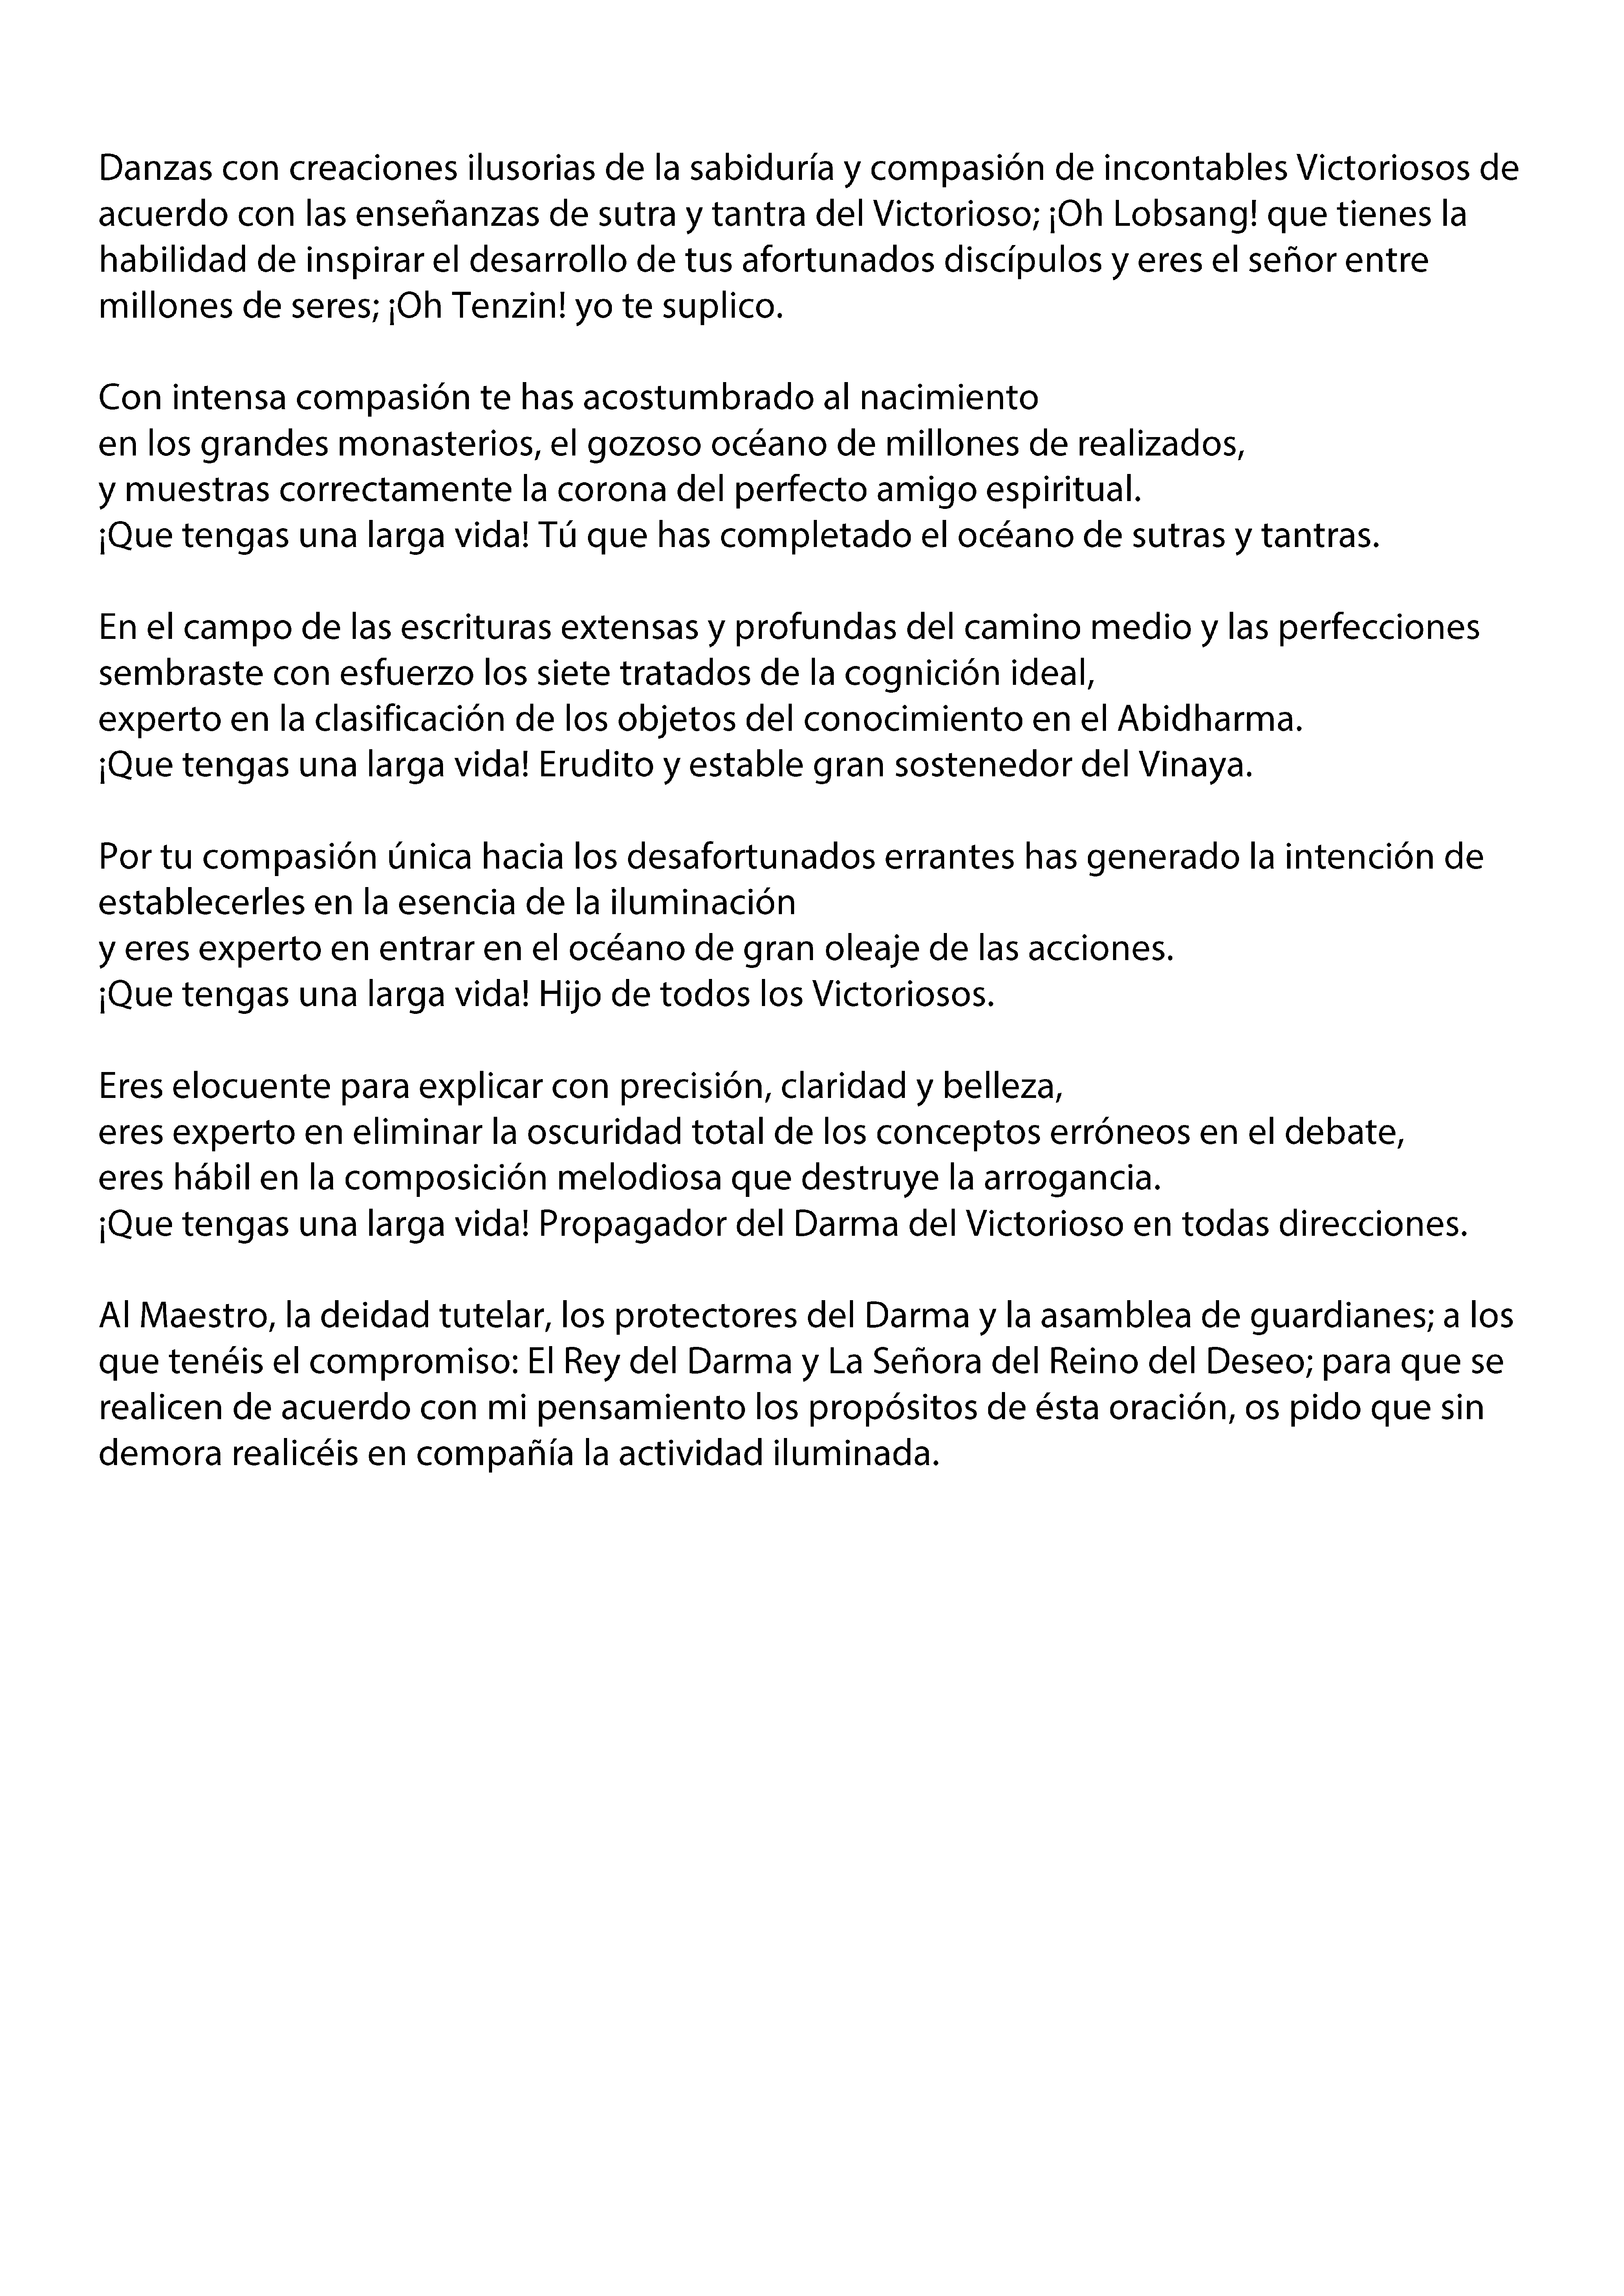 Danzas con creaciones ilusorias de la sabiduría y compasión de incontables Victoriosos de
acuerdo con las enseñanzas de sutra y tantra del Victorioso; ¡Oh Lobsang! que tienes la
habilidad de inspirar el desarrollo de tus afortunados discípulos y eres el señor entre
millones de seres; ¡Oh Tenzin! yo te suplico.

Con intensa compasión te has acostumbrado al nacimiento
en los grandes monasterios, el gozoso océano de millones de realizados,
y muestras correctamente la corona del perfecto amigo espiritual.
¡Que tengas una larga vida! Tú que has completado el océano de sutras y tantras.

En el campo de las escrituras extensas y profundas del camino medio y las perfecciones
sembraste con esfuerzo los siete tratados de la cognición ideal,
experto en la clasificación de los objetos del conocimiento en el Abidharma.
¡Que tengas una larga vida! Erudito y estable gran sostenedor del Vinaya.

Por tu compasión única hacia los desafortunados errantes has generado la intención de
establecerles en la esencia de la iluminación
y eres experto en entrar en el océano de gran oleaje de las acciones.
¡Que tengas una larga vida! Hijo de todos los Victoriosos.

Eres elocuente para explicar con precisión, claridad y belleza,
eres experto en eliminar la oscuridad total de los conceptos erróneos en el debate,
eres hábil en la composición melodiosa que destruye la arrogancia.
¡Que tengas una larga vida! Propagador del Darma del Victorioso en todas direcciones.

Al Maestro, la deidad tutelar, los protectores del Darma y la asamblea de guardianes; a los
que tenéis el compromiso: El Rey del Darma y La Señora del Reino del Deseo; para que se
realicen de acuerdo con mi pensamiento los propósitos de ésta oración, os pido que sin
demora realicéis en compañía la actividad iluminada.